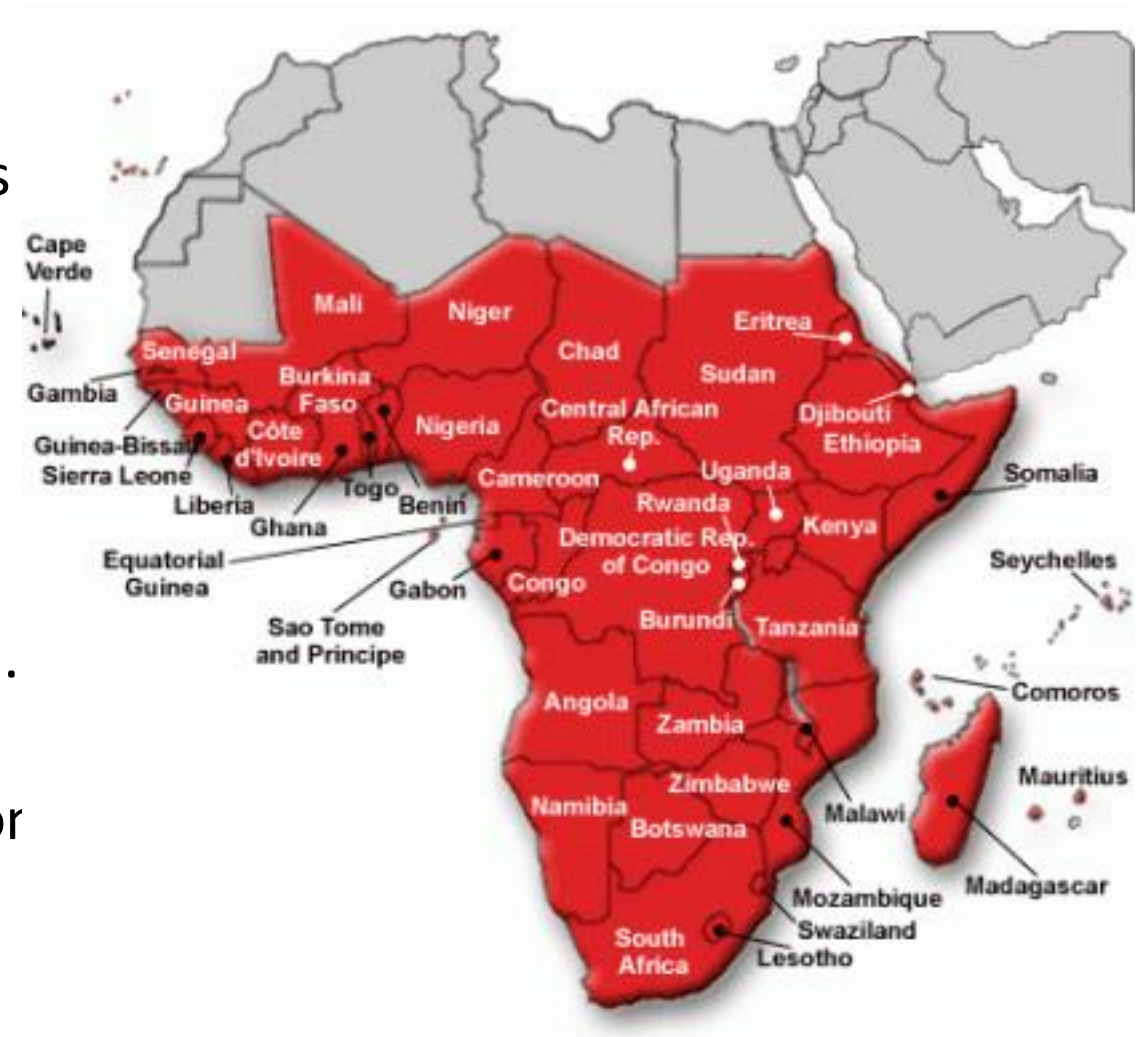 s
Cape
Verde
Mali
Niger
Eritrea
Chad
Senegal
Sudan
Gambia
Burkina
Faso
Guinea
Central African
Rep.
Djibouti
Nigeria
Côte
d'Ivoire
Ethiopia
Guinea-Bissau
Sierra Leone
Cameroon
Uganda
Somalia
Liberia
Togo
Benin
Rwanda
Ghana
Kenya
Democratic Rep.
of Congo
Equatorial
Guinea
Gabon
Congo
Seychelles
Burundi
Tanzania
Sao Tome
and Principe
.
Comoros
Angola
Zambia
Mauritius
Zimbabwe
or
Namibia
Malawi
Botswana
Madagascar
Mozambique
Swaziland
South
Africa
Lesotho